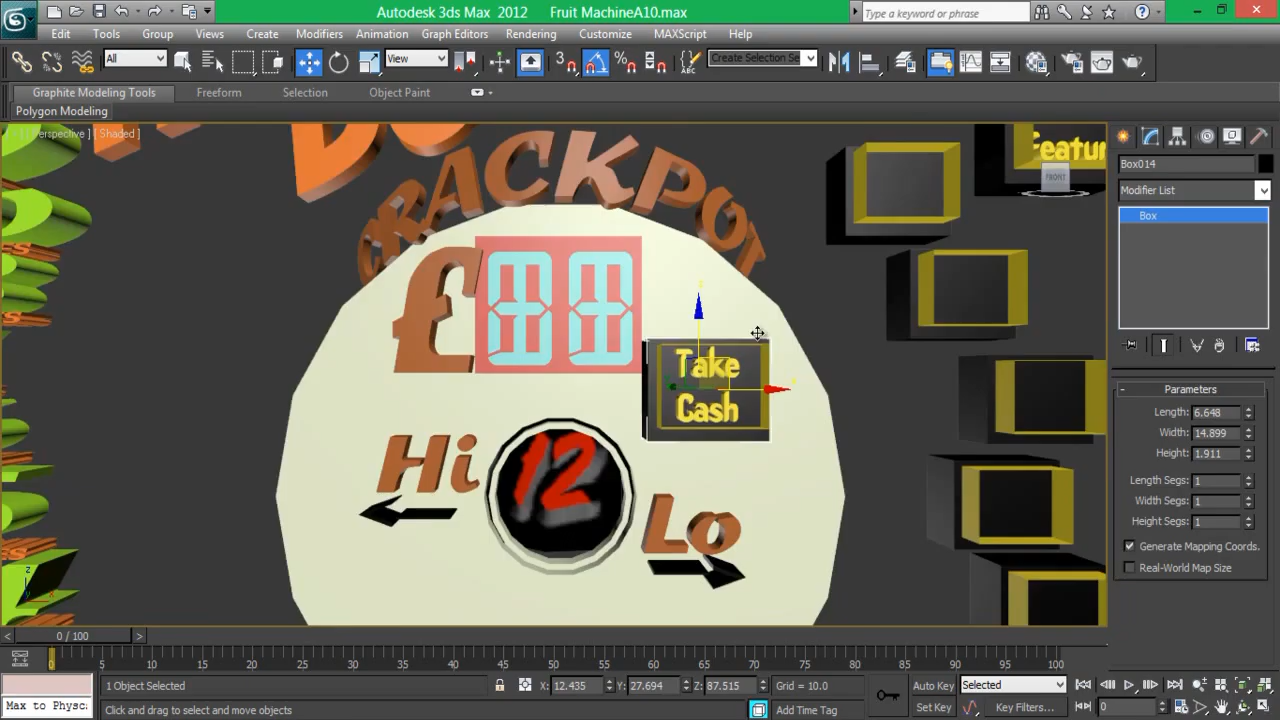 Autodesk 3ds Max 2012 Fruit MachineA10.max
Type a keyword or phrase
Edit Tools Group Views Create Modifiers Animation Graph Editors Rendering Customize MAXScript Help
All
View
Create Selection Se
Graphite Modeling Tools Freeform Selection Object Paint
Polygon Modeling
Perspective ] [ Shaded ]
CRACKPOT
£
Take
Cash
Hi
12
Lo
Featur
FRONT
Box014
Modifier List
Box
Parameters
Length: 6.648
Width: 14.899
Height: 1.911
Length Segs: 1
Width Segs: 1
Height Segs: 1
Generate Mapping Coords.
Real-World Map Size
0 / 100
0 5 10 15 20 25 30 35 40 45 50 55 60 65 70 75 80 85 90 95 100
1 Object Selected
X: 12.435 Y: 27.694 Z: 87.515 Grid = 10.0
Auto Key Selected
Max to Physc
Click and drag to select and move objects
Add Time Tag
Set Key Key Filters... 0